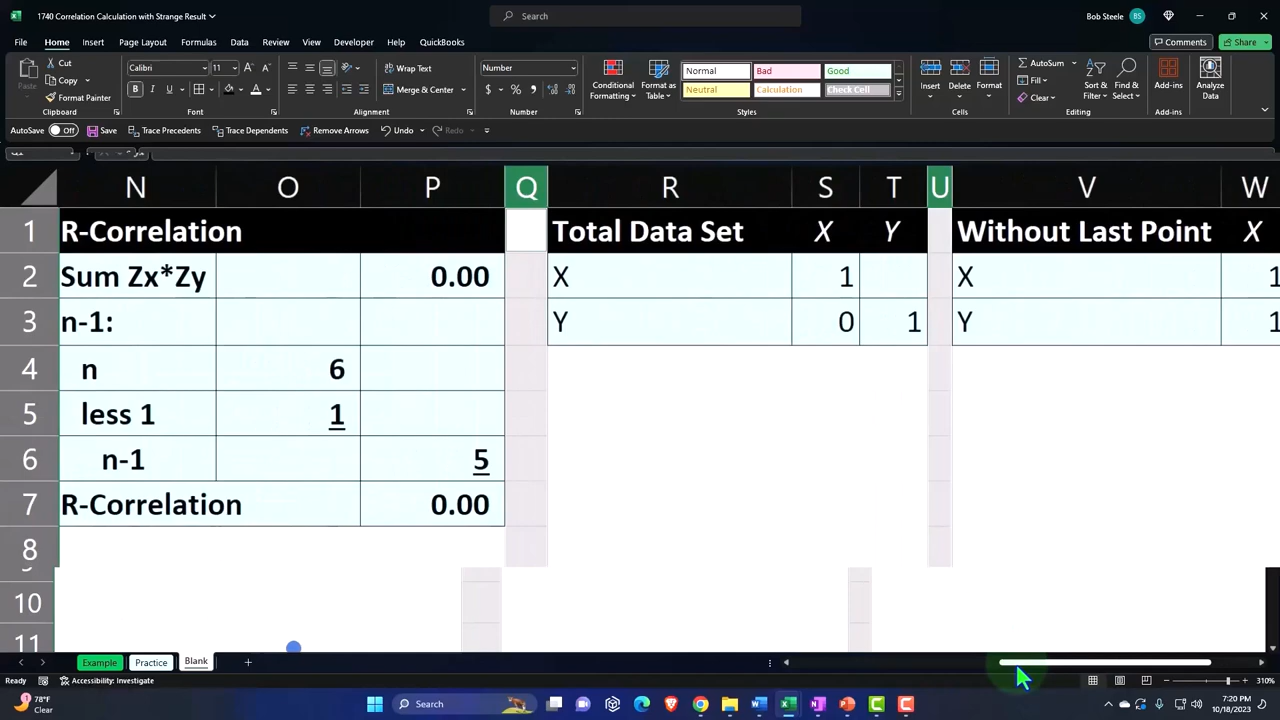 1740 Correlation Calculation with Strange Result
Search
Bob Steele BS
File Home Insert Page Layout Formulas Data Review View Developer Help QuickBooks Comments Share
Cut Calibri 11 Wrap Text Number Normal Bad Good AutoSum
Copy Fill
Format Painter Merge & Center Conditional Formatting Format as Table Neutral Calculation Check Cell Insert Delete Format Clear Sort & Filter Find & Select Add-ins Analyze Data
Clipboard Font Alignment Number Styles Cells Editing Add-ins
AutoSave Off Save Trace Precedents Trace Dependents Remove Arrows Undo Redo
N O P Q R S T U V W
1 R-Correlation Total Data Set X Y Without Last Point X
2 Sum Zx*Zy 0.00 X 1 X 1
3 n-1: Y 0 1 Y 1
4 n 6
5 less 1 1
6 n-1 5
7 R-Correlation 0.00
8
9
10
11
Example Practice Blank
Ready Accessibility: Investigate 310%
78°F
Clear
Search
7:20 PM
10/18/2023